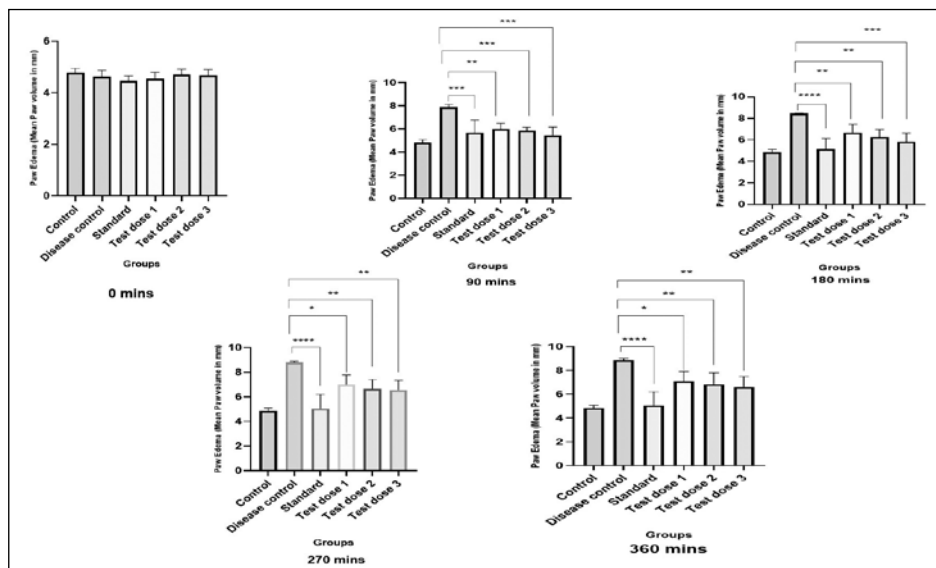 Paw Edema (Mean Paw volume in mm)
6
4
2
0
Control
Disease control
Standard
Test dose 1
Test dose 2
Test dose 3
Groups
0 mins
***
***
**
***
Paw Edema (Mean Paw volume in mm)
10
8
6
4
2
0
Control
Disease control
Standard
Test dose 1
Test dose 2
Test dose 3
Groups
90 mins
***
**
**
****
Paw Edema (Mean Paw volume in mm)
10
8
6
4
2
0
Control
Disease control
Standard
Test dose 1
Test dose 2
Test dose 3
Groups
180 mins
**
**
*
****
Paw Edema (Mean Paw volume in mm)
10
8
6
4
2
0
Control
Disease control
Standard
Test dose 1
Test dose 2
Test dose 3
Groups
270 mins
**
**
*
****
Paw Edema (Mean Paw volume in mm)
10
8
6
4
2
0
Control
Disease control
Standard
Test dose 1
Test dose 2
Test dose 3
Groups
360 mins